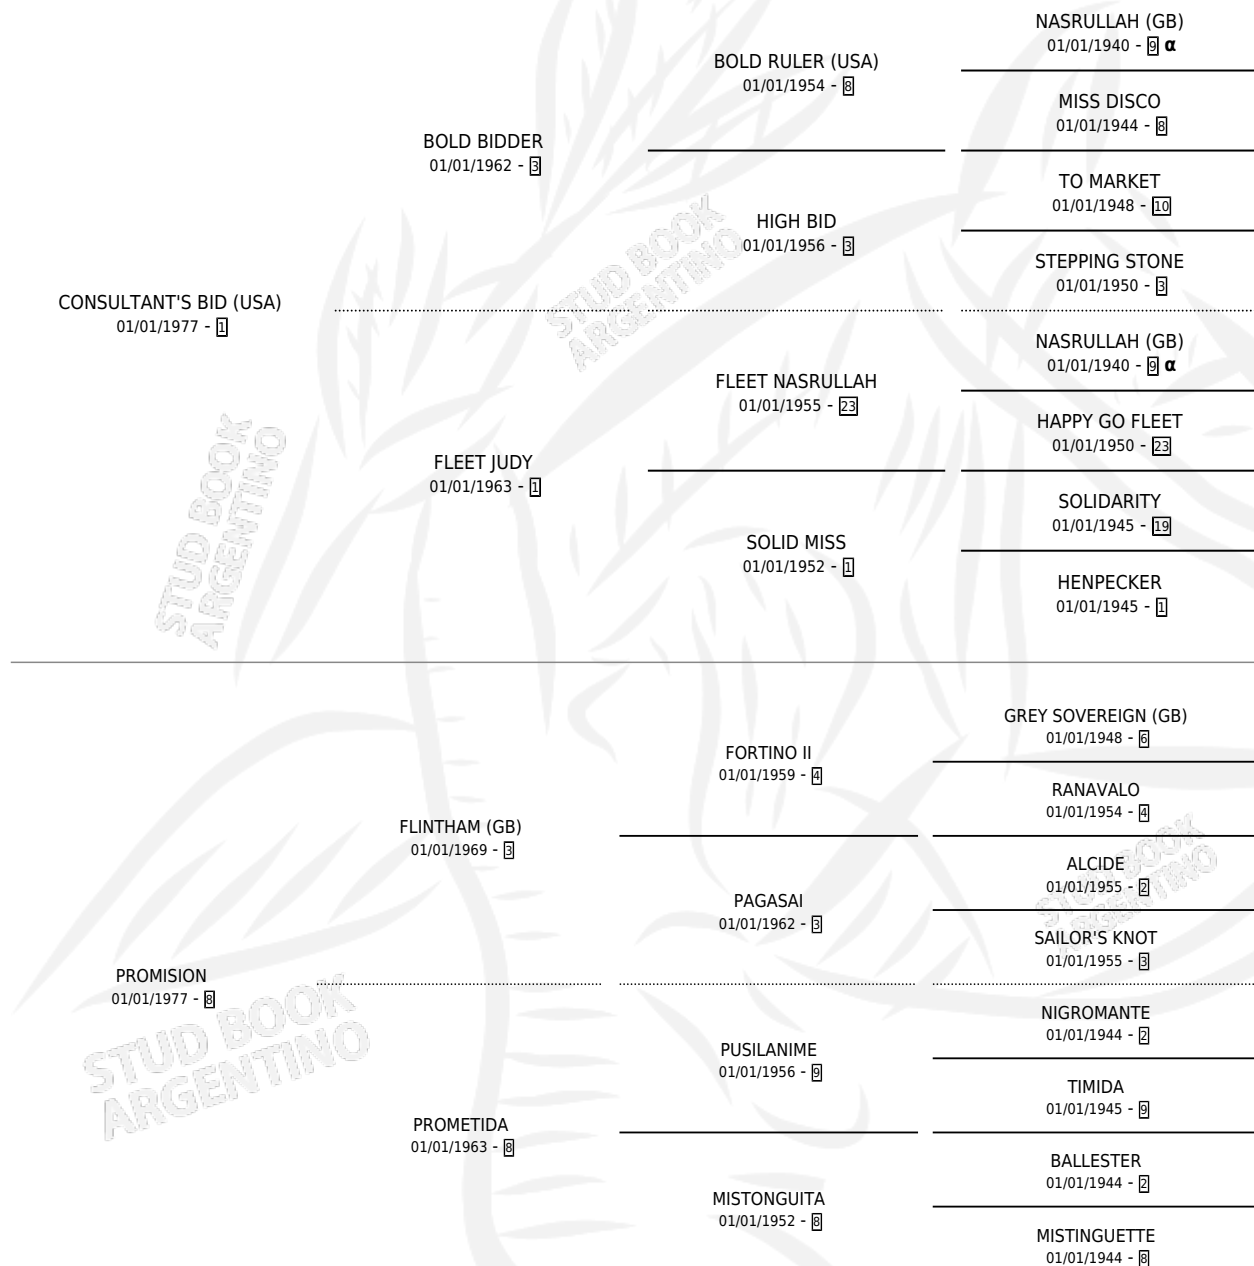 NASRULLAH (GB)
01/01/1940 - 9 α
BOLD RULER (USA)
01/01/1954 - 8
MISS DISCO
01/01/1944 - 8
BOLD BIDDER
01/01/1962 - 3
TO MARKET
01/01/1948 - 10
HIGH BID
01/01/1956 - 3
STEPPING STONE
01/01/1950 - 3
CONSULTANT'S BID (USA)
01/01/1977 - 1
NASRULLAH (GB)
01/01/1940 - 9 α
FLEET NASRULLAH
01/01/1955 - 23
HAPPY GO FLEET
01/01/1950 - 23
FLEET JUDY
01/01/1963 - 1
SOLIDARITY
01/01/1945 - 19
SOLID MISS
01/01/1952 - 1
HENPECKER
01/01/1945 - 1
GREY SOVEREIGN (GB)
01/01/1948 - 6
FORTINO II
01/01/1959 - 4
RANAVALO
01/01/1954 - 4
FLINTHAM (GB)
01/01/1969 - 3
ALCIDE
01/01/1955 - 2
PAGASAI
01/01/1962 - 3
SAILOR'S KNOT
01/01/1955 - 3
PROMISION
01/01/1977 - 8
NIGROMANTE
01/01/1944 - 2
PUSILANIME
01/01/1956 - 9
TIMIDA
01/01/1945 - 9
PROMETIDA
01/01/1963 - 8
BALLESTER
01/01/1944 - 2
MISTONGUITA
01/01/1952 - 8
MISTINGUETTE
01/01/1944 - 8
STUD BOOK
ARGENTINO
STUD BOOK
ARGENTINO
STUD BOOK
ARGENTINO
STUD BOOK
ARGENTINO